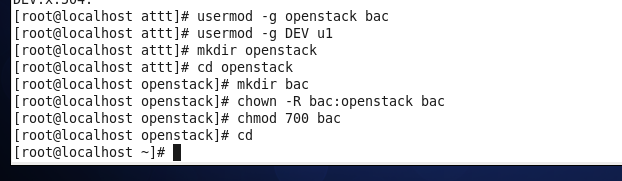 DEV:x:504:
[root@localhost attt]# usermod -g openstack bac
[root@localhost attt]# usermod -g DEV u1
[root@localhost attt]# mkdir openstack
[root@localhost attt]# cd openstack
[root@localhost openstack]# mkdir bac
[root@localhost openstack]# chown -R bac:openstack bac
[root@localhost openstack]# chmod 700 bac
[root@localhost openstack]# cd
[root@localhost ~]#